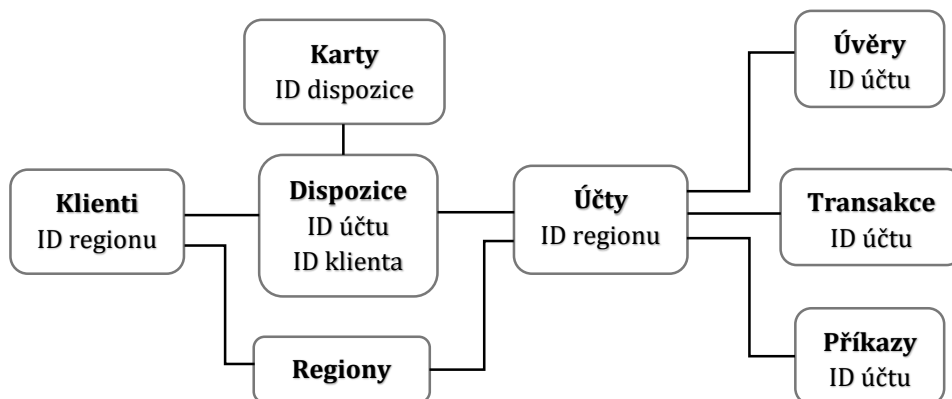 Karty
ID dispozice
Úvěry
ID účtu
Klienti
ID regionu
Dispozice
ID účtu
ID klienta
Účty
ID regionu
Transakce
ID účtu
Regiony
Příkazy
ID účtu